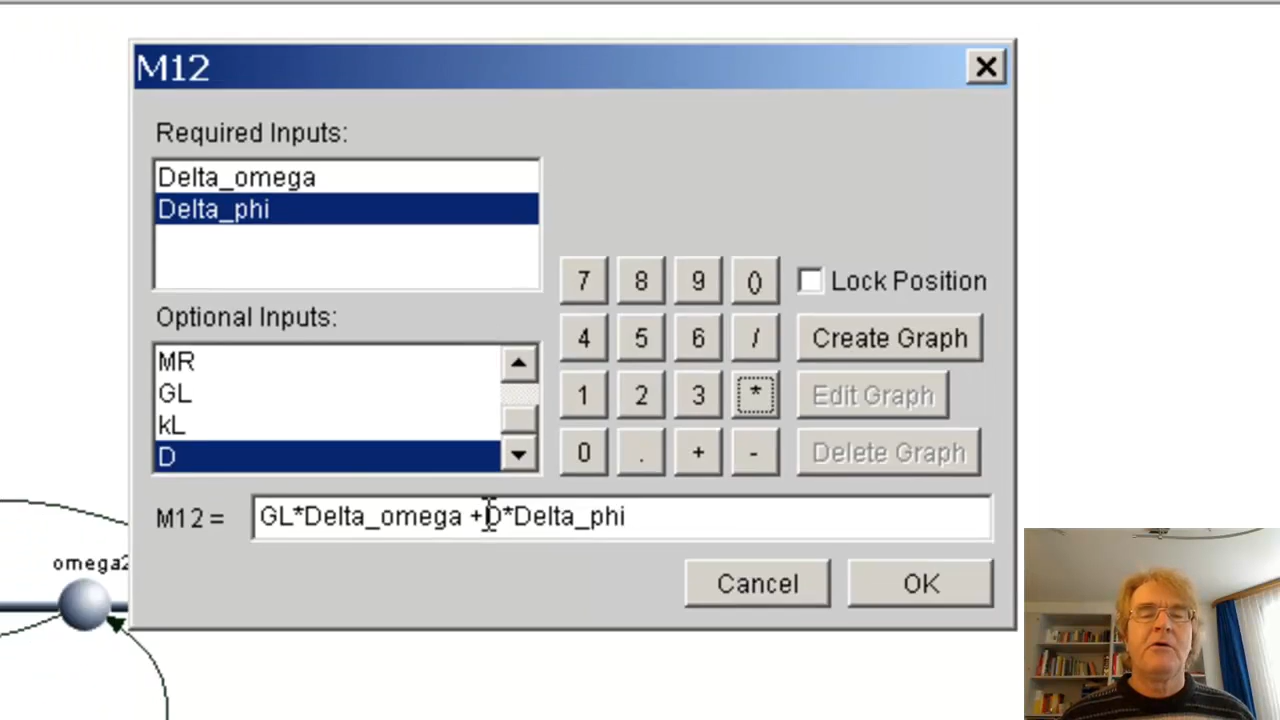 M12
Required Inputs:
Delta_omega
Delta_phi
Optional Inputs:
MR
GL
kL
D
7 8 9 ()
4 5 6 /
1 2 3 *
0 . + -
Lock Position
Create Graph
Edit Graph
Delete Graph
M12 = GL*Delta_omega +D*Delta_phi
Cancel OK
omega2